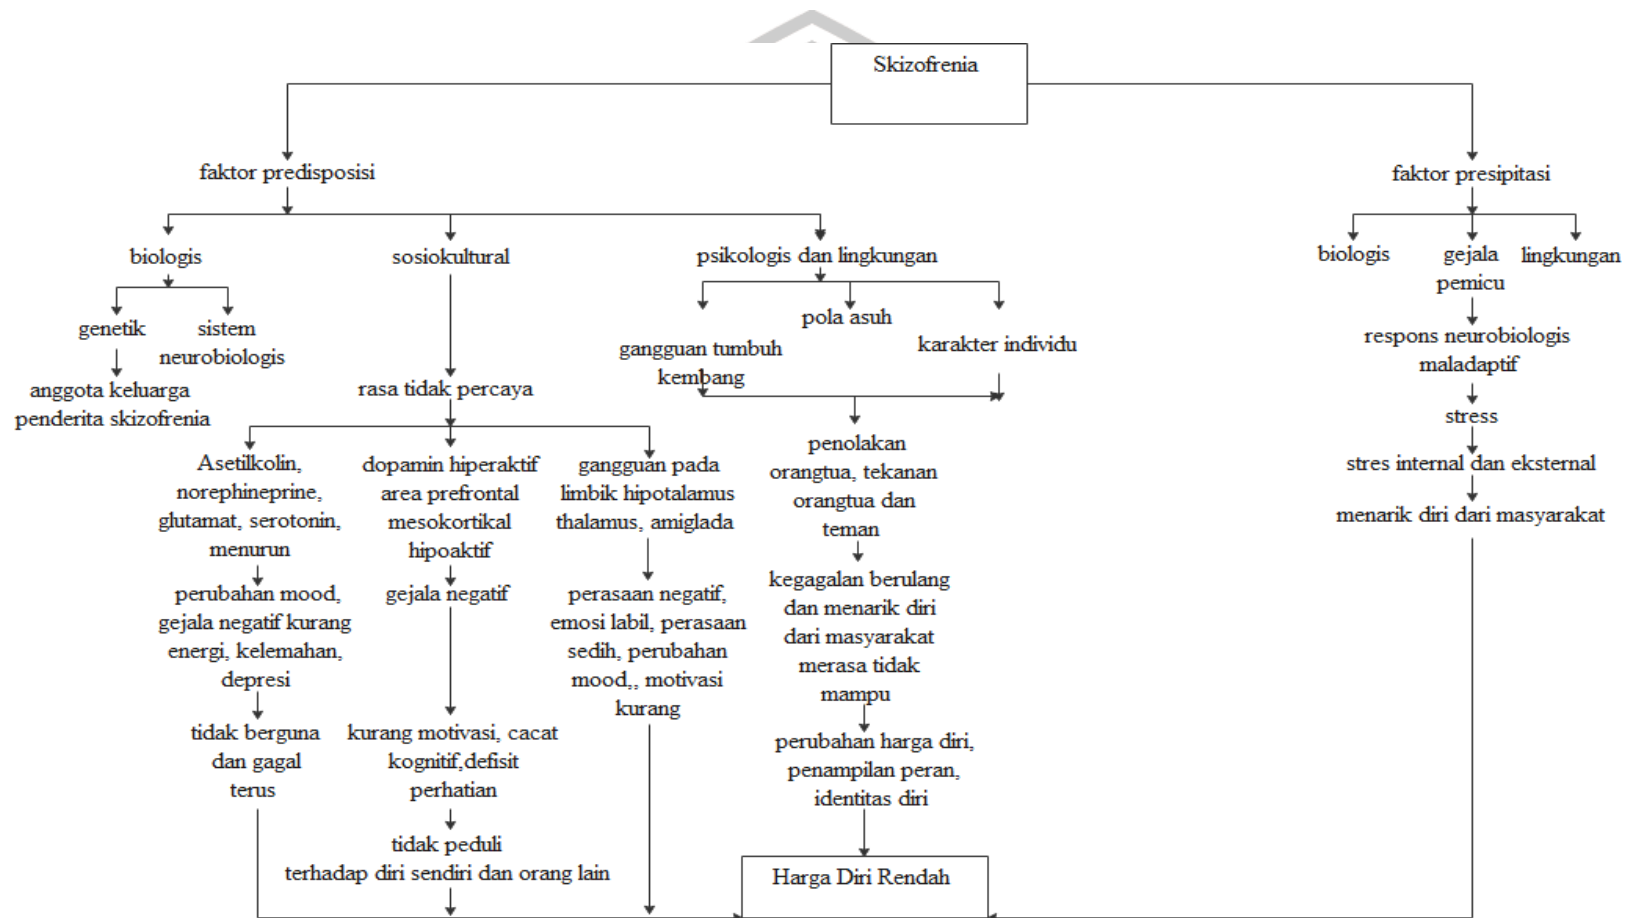 Skizofrenia
faktor predisposisi
faktor presipitasi
biologis
sosiokultural
psikologis dan lingkungan
biologis
gejala
pemicu
lingkungan
genetik
sistem
neurobiologis
pola asuh
gangguan tumbuh
kembang
karakter individu
respons neurobiologis
maladaptif
anggota keluarga
penderita skizofrenia
rasa tidak percaya
stress
Asetilkolin,
norephineprine,
glutamat, serotonin,
menurun
dopamin hiperaktif
area prefrontal
mesokortikal
hipoaktif
gangguan pada
limbik hipotalamus
thalamus, amiglada
penolakan
orangtua, tekanan
orangtua dan
teman
stres internal dan eksternal
menarik diri dari masyarakat
perubahan mood,
gejala negatif kurang
energi, kelemahan,
depresi
gejala negatif
perasaan negatif,
emosi labil, perasaan
sedih, perubahan
mood,, motivasi
kurang
kegagalan berulang
dan menarik diri
dari masyarakat
merasa tidak
mampu
tidak berguna
dan gagal
terus
kurang motivasi, cacat
kognitif,defisit
perhatian
perubahan harga diri,
penampilan peran,
identitas diri
tidak peduli
terhadap diri sendiri dan orang lain
Harga Diri Rendah